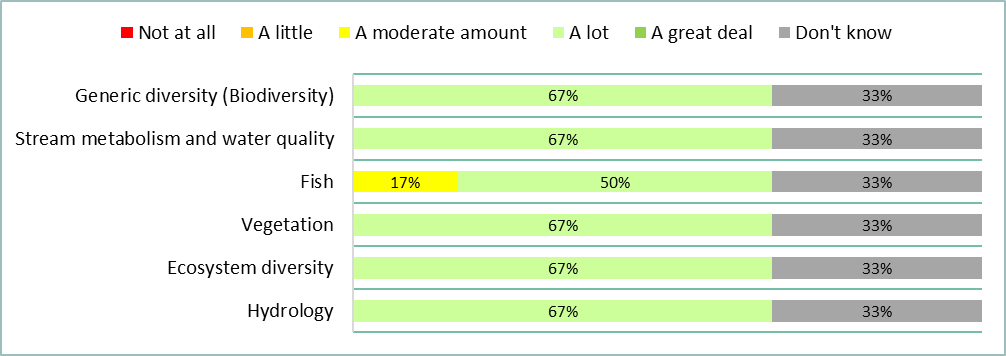 Not at all A little A moderate amount A lot A great deal Don't know
Generic diversity (Biodiversity) 67% 33%
Stream metabolism and water quality 67% 33%
Fish 17% 50% 33%
Vegetation 67% 33%
Ecosystem diversity 67% 33%
Hydrology 67% 33%